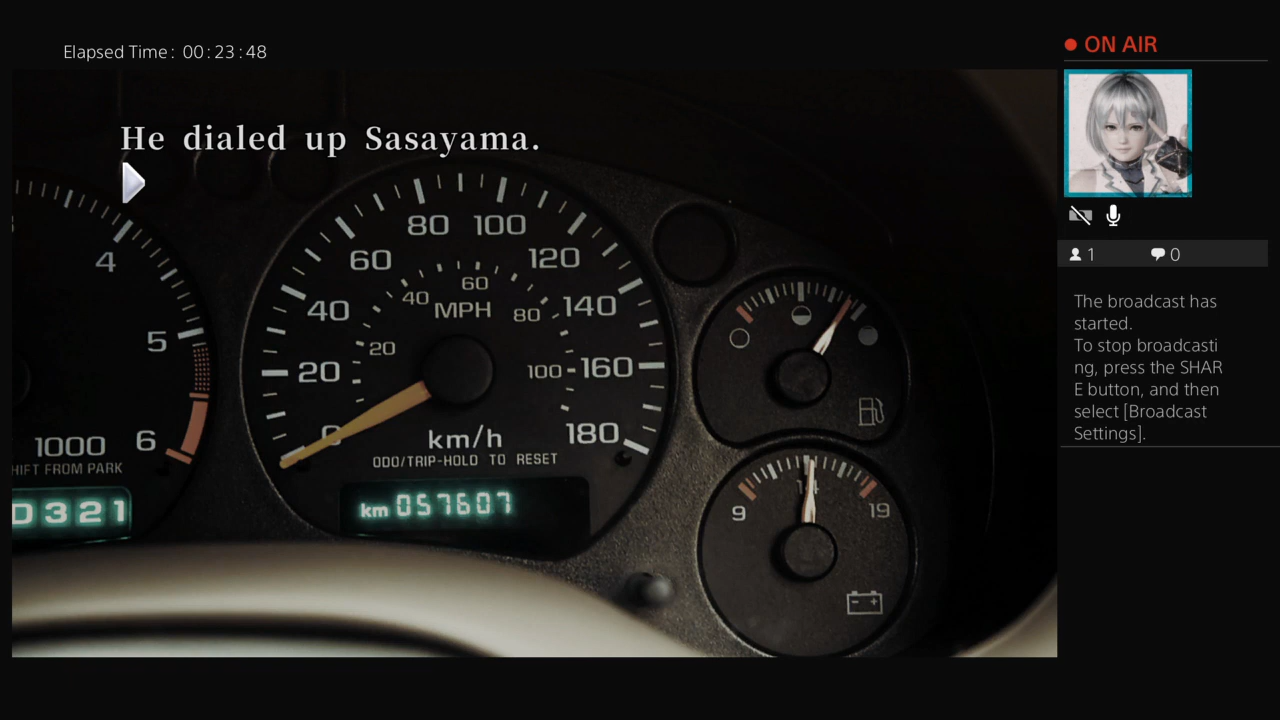 Elapsed Time: 00:23:48
ON AIR
He dialed up Sasayama.
1
0
The broadcast has
started.
To stop broadcasti
ng, press the SHAR
E button, and then
select [Broadcast
Settings].
4
5
6
1000
HIFT FROM PARK
D321
0
20
40
60
80
100
120
140
160
180
20
40
60
80
100
MPH
km/h
ODO/TRIP-HOLD TO RESET
km 057607
9
14
19